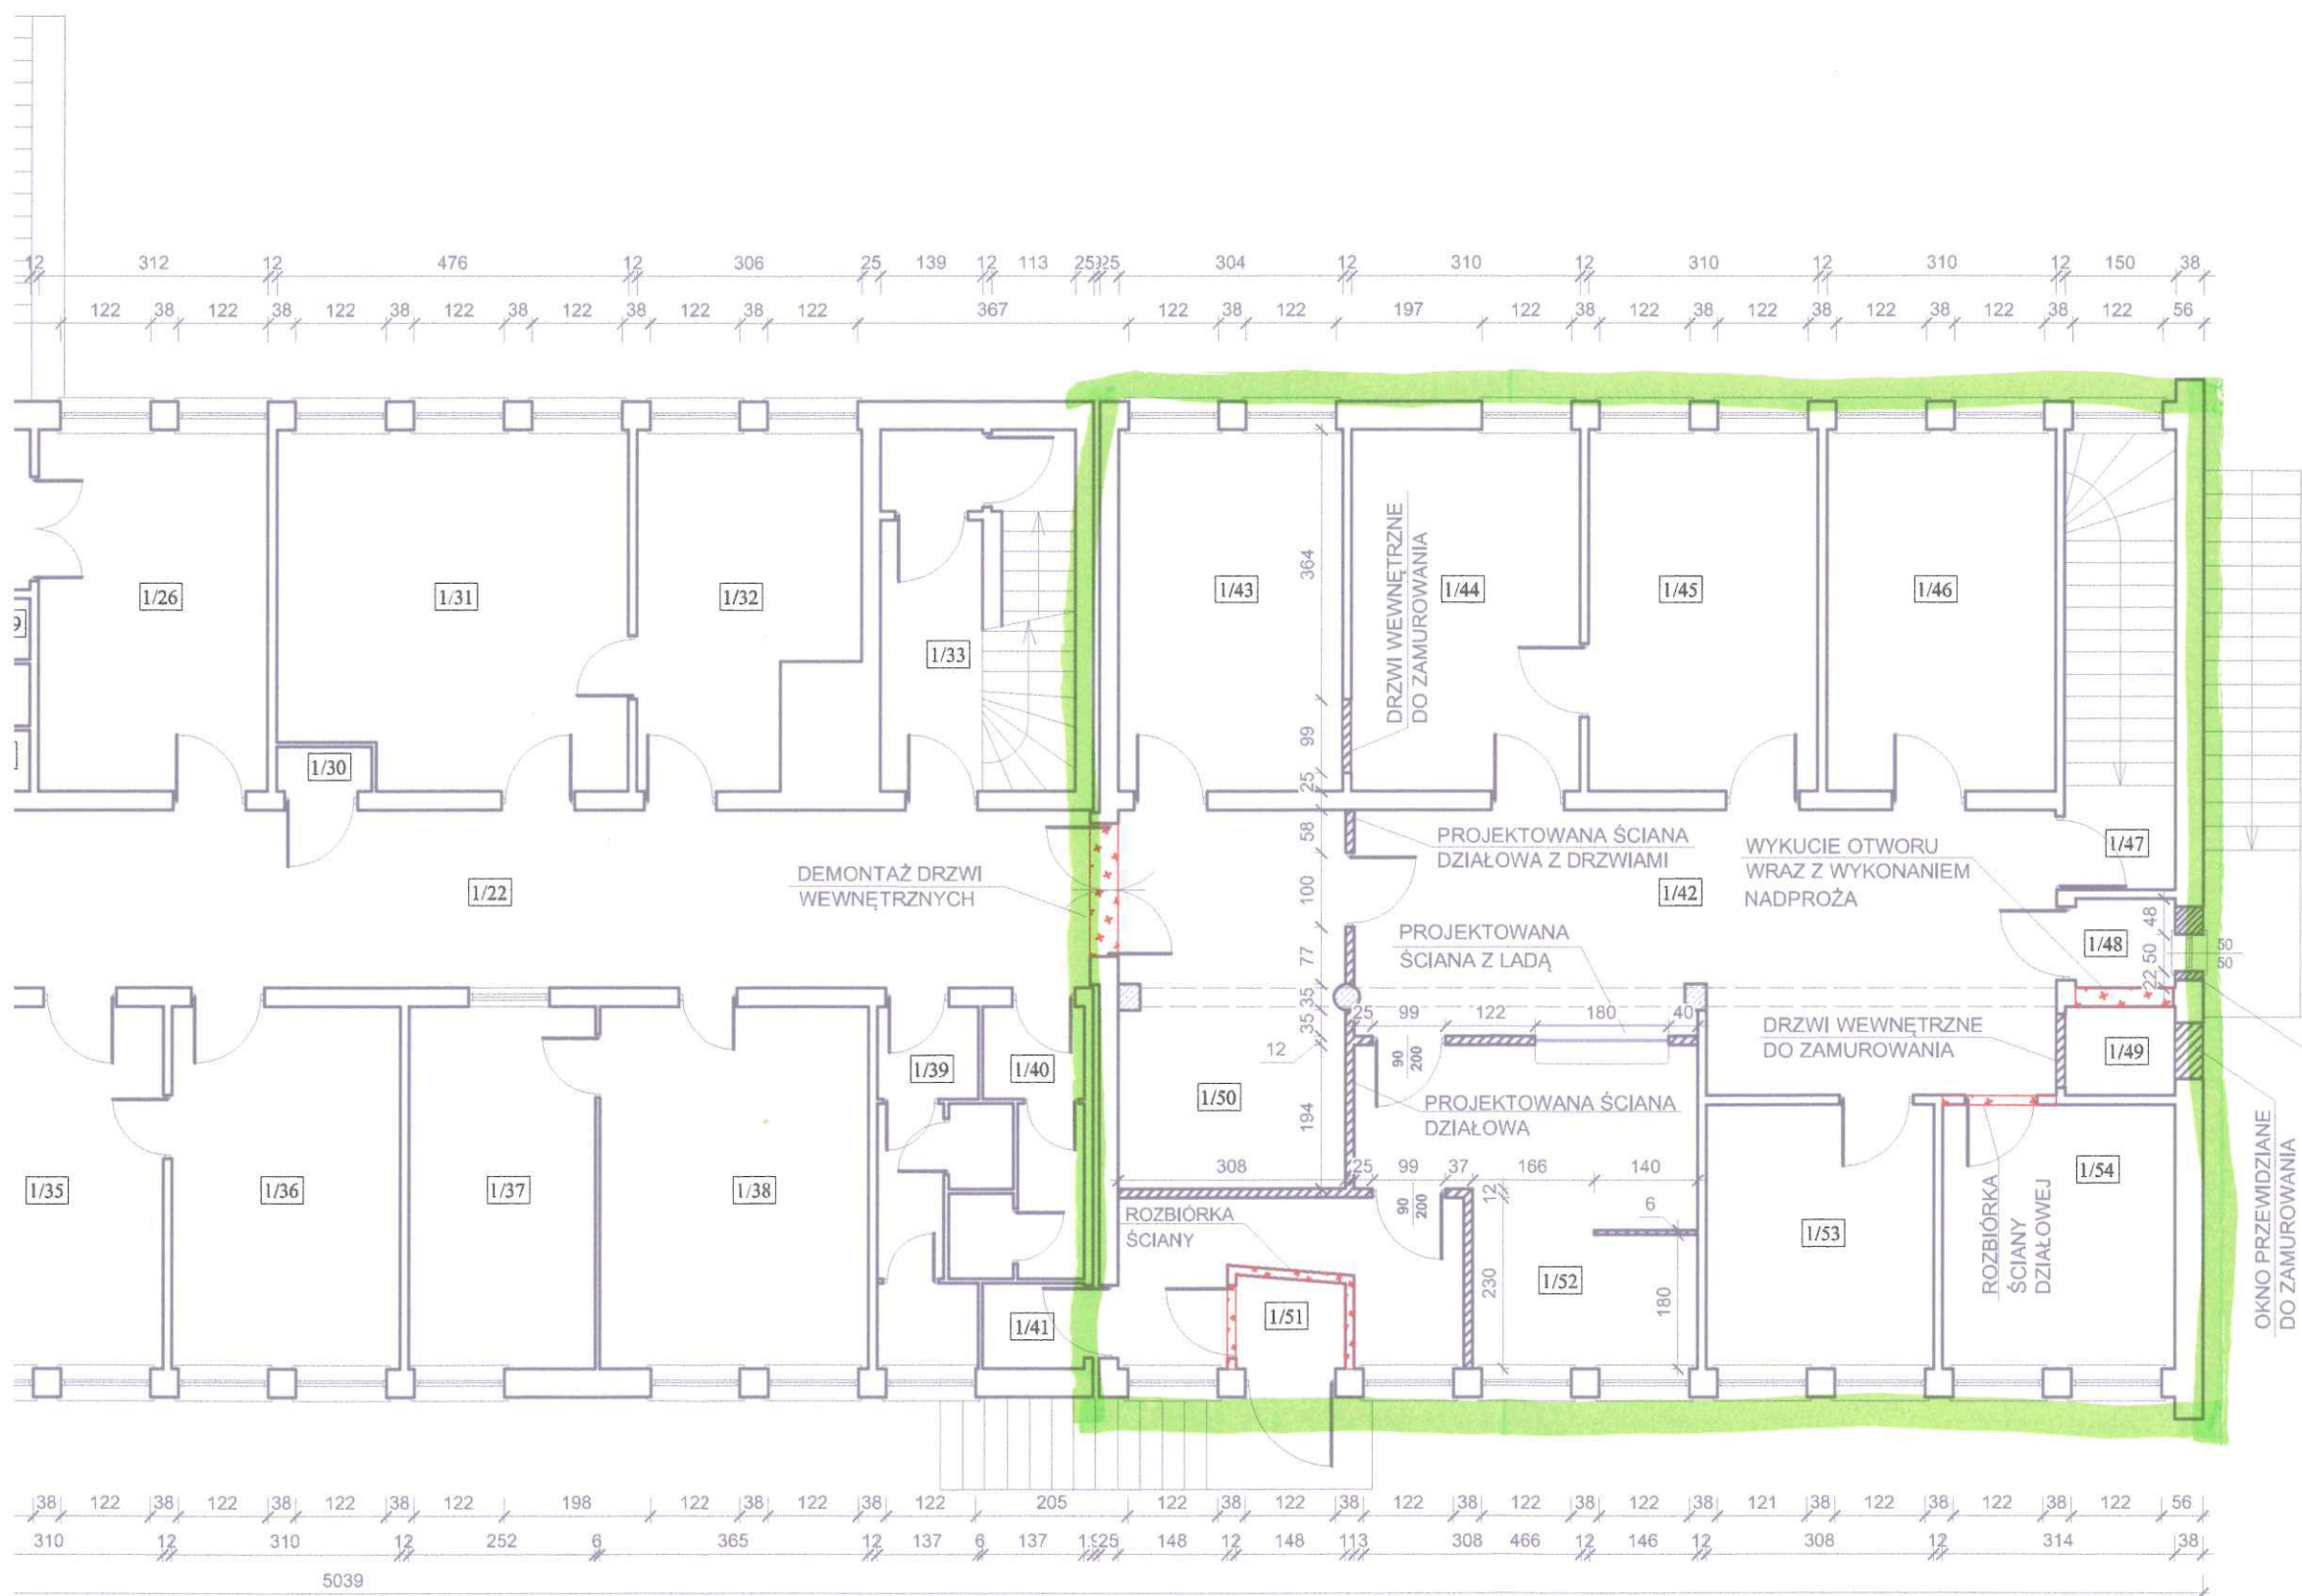 12 312 12 476 12 306 25 139 12 113 25 25 304 12 310 12 310 12 310 12 150 38
122 38 122 38 122 38 122 38 122 38 122 38 122 367 122 38 122 197 122 38 122 38 122 38 122 38 122 38 122 56
DRZWI WEWNĘTRZNE
DO ZAMUROWANIA
364
1/26
1/31
1/32
1/43
1/44
1/45
1/46
9
1/33
99
1/30
25
58
PROJEKTOWANA ŚCIANA
DZIAŁOWA Z DRZWIAMI
WYKUCIE OTWORU
WRAZ Z WYKONANIEM
NADPROŻA
1/47
DEMONTAŻ DRZWI
WEWNĘTRZNYCH
1/22
100
1/42
48
PROJEKTOWANA
ŚCIANA Z LADĄ
1/48
50
50
50
77
22
35
25 99 122 180 40
35
DRZWI WEWNĘTRZNE
DO ZAMUROWANIA
12
90
200
1/49
1/39
1/40
1/50
PROJEKTOWANA ŚCIANA
DZIAŁOWA
194
OKNO PRZEWIDZIANE
DO ZAMUROWANIA
308 25 99 37 166 140
1/54
1/35
1/36
1/37
1/38
12
90
200
6
ROZBIÓRKA
ŚCIANY
ROZBIÓRKA
ŚCIANY
DZIAŁOWEJ
1/53
230
1/52
180
1/51
1/41
38 122 38 122 38 122 38 122 198 122 38 122 38 122 205 122 38 122 38 122 38 122 38 122 38 121 38 122 38 122 38 122 56
310 12 310 12 252 6 365 12 137 6 137 25 148 12 148 113 308 466 12 146 12 308 12 314 38
5039